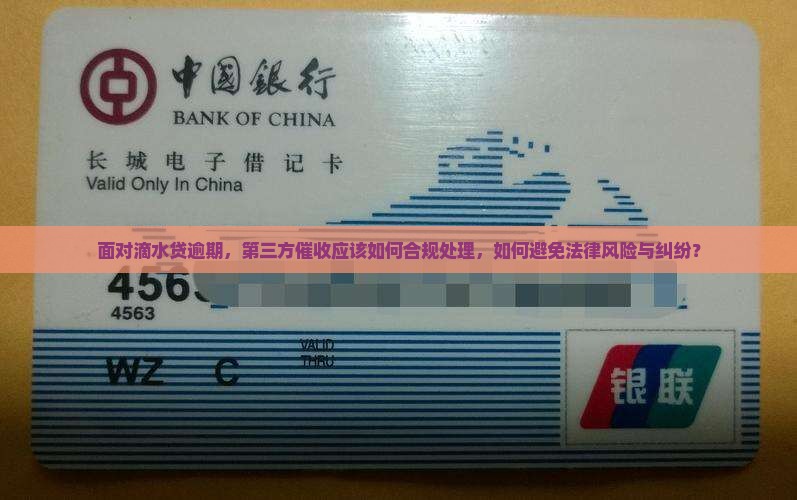 中國銀行
BANK OF CHINA
长城电子借记卡
Valid Only In China
面对滴水贷逾期，第三方催收应该如何合规处理，如何避免法律风险与纠纷？
456
4563
VALID
THRU
WZ C
银联